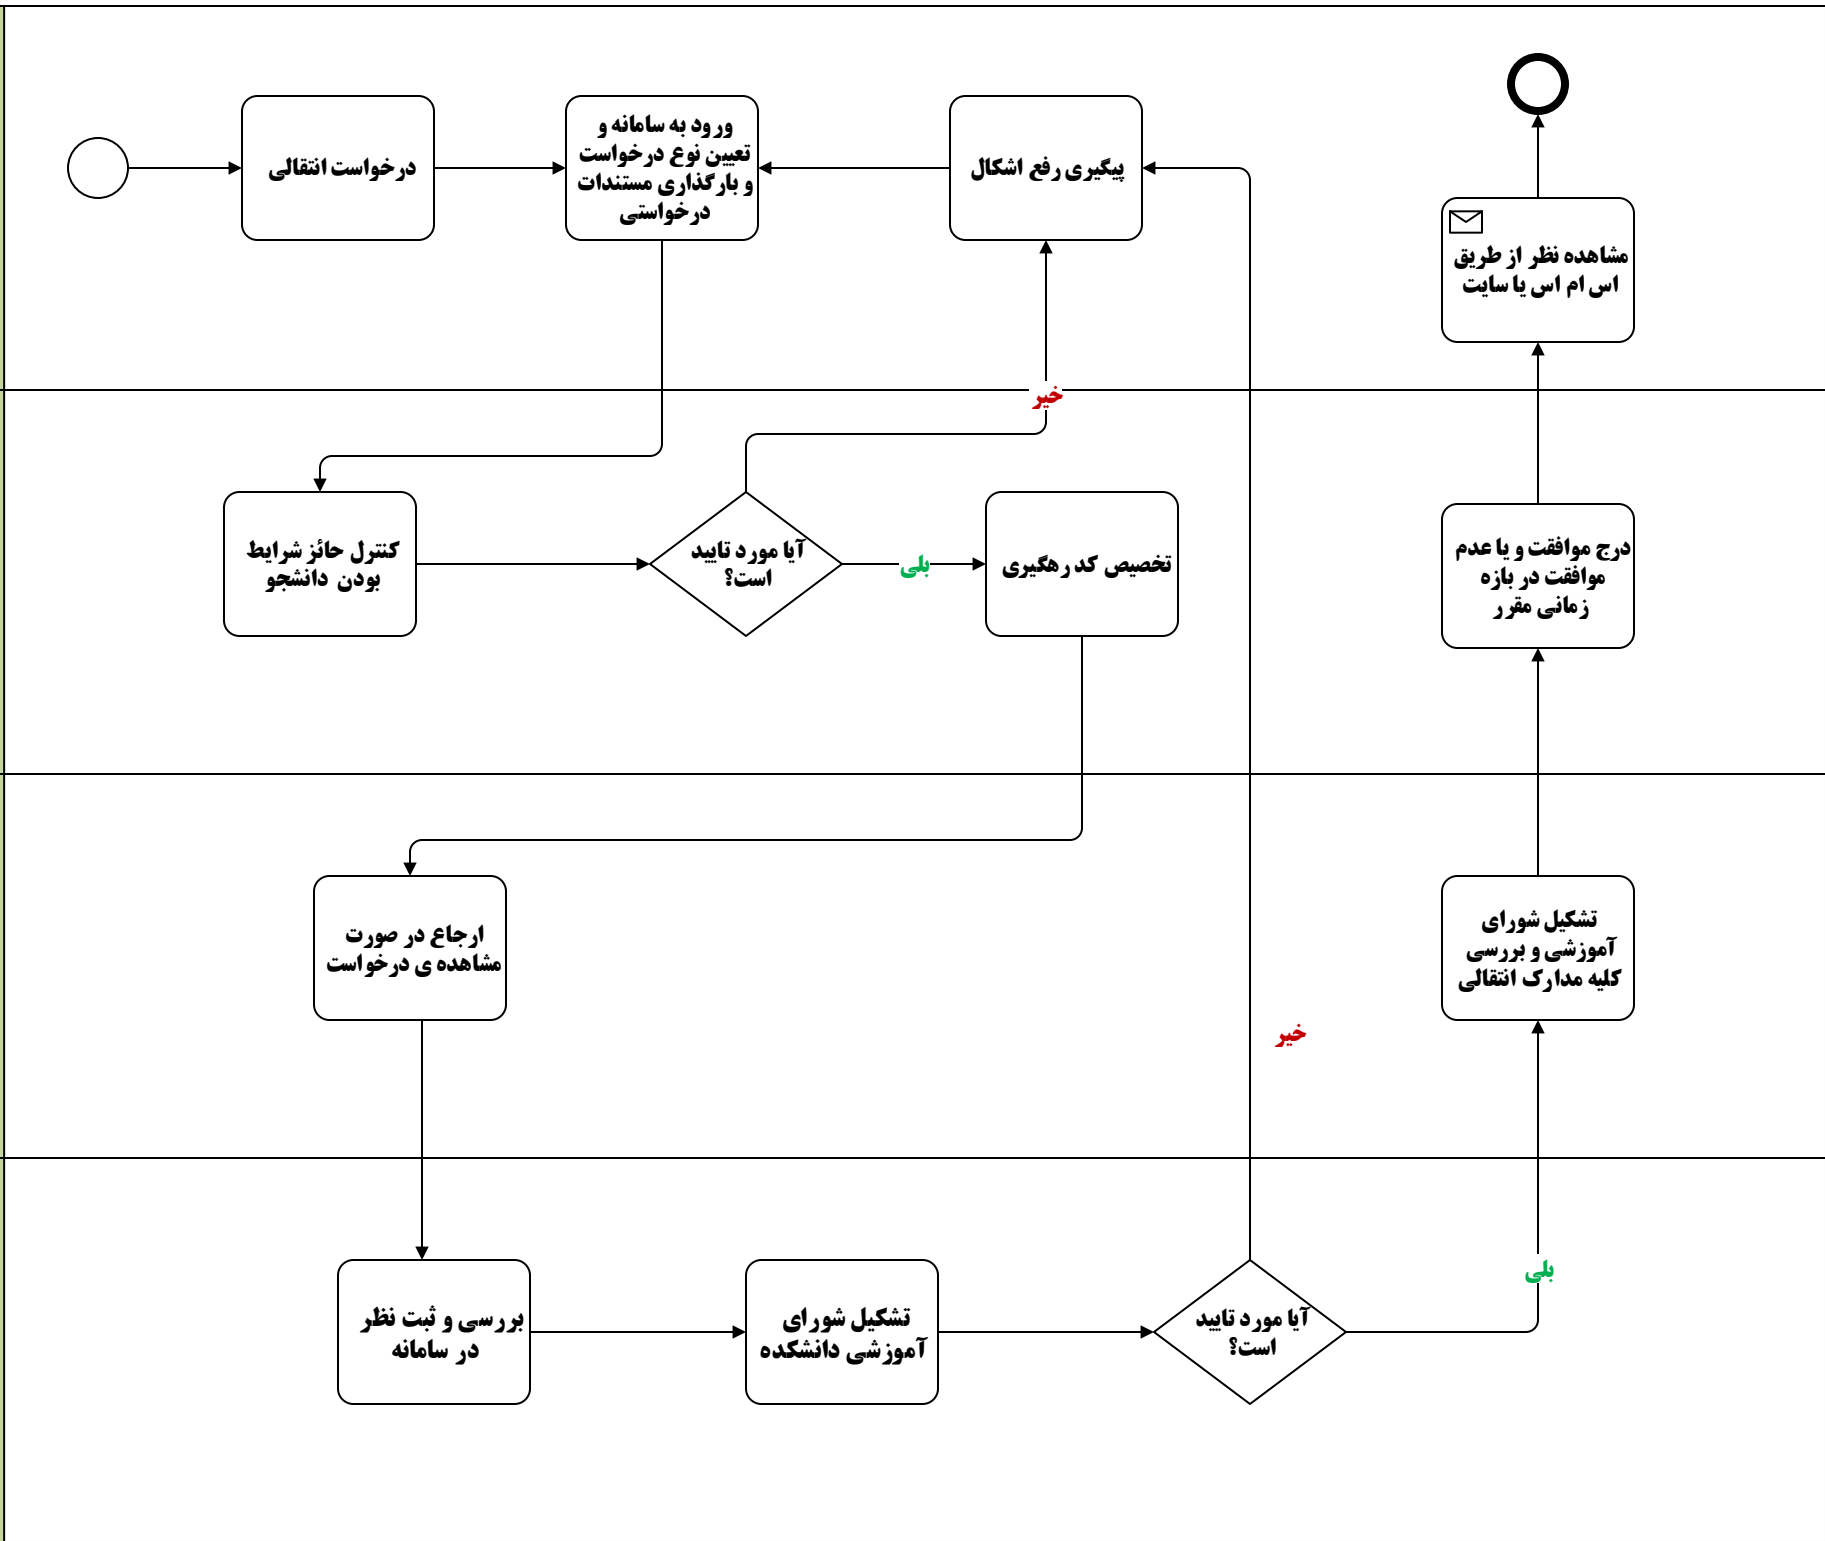 درخواست انتقالی
ورود به سامانه و
تعیین نوع درخواست
و بارگذاری مستندات
درخواستی
پیگیری رفع اشکال
مشاهده نظر از طریق
اس ام اس یا سایت
خیر
کنترل حائز شرایط
بودن دانشجو
آیا مورد تایید
است؟
بلی
تخصیص کد رهگیری
درج موافقت و یا عدم
موافقت در بازه
زمانی مقرر
ارجاع در صورت
مشاهده ی درخواست
تشکیل شورای
آموزشی و بررسی
کلیه مدارک انتقالی
خیر
بررسی و ثبت نظر
در سامانه
تشکیل شورای
آموزشی دانشکده
آیا مورد تایید
است؟
بلی